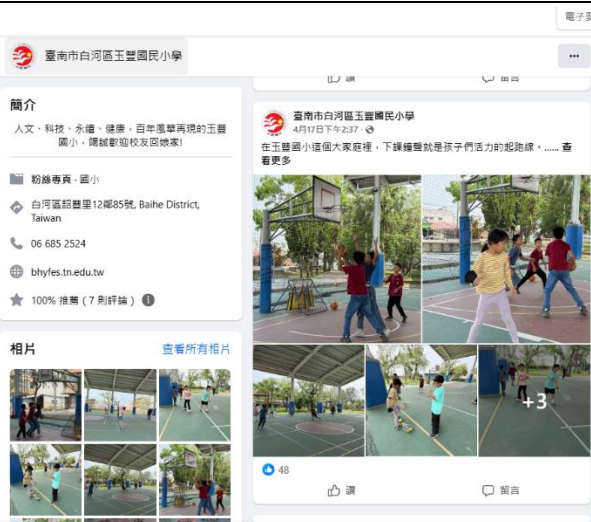 電子郵
臺南市白河區玉豐國民小學
...
讚
留言
簡介
人文、科技、永續、健康，百年風華再現的玉豐
國小，竭誠歡迎校友回娘家!
粉絲專頁 · 國小
白河區詔豐里12鄰85號, Baihe District,
Taiwan
06 685 2524
bhyfes.tn.edu.tw
100% 推薦（7 則評論）
相片
查看所有相片
臺南市白河區玉豐國民小學
4月17日下午2:37 ·
在玉豐國小這個大家庭裡，下課鐘聲就是孩子們活力的起跑線。...... 查
看更多
+3
48
讚
留言